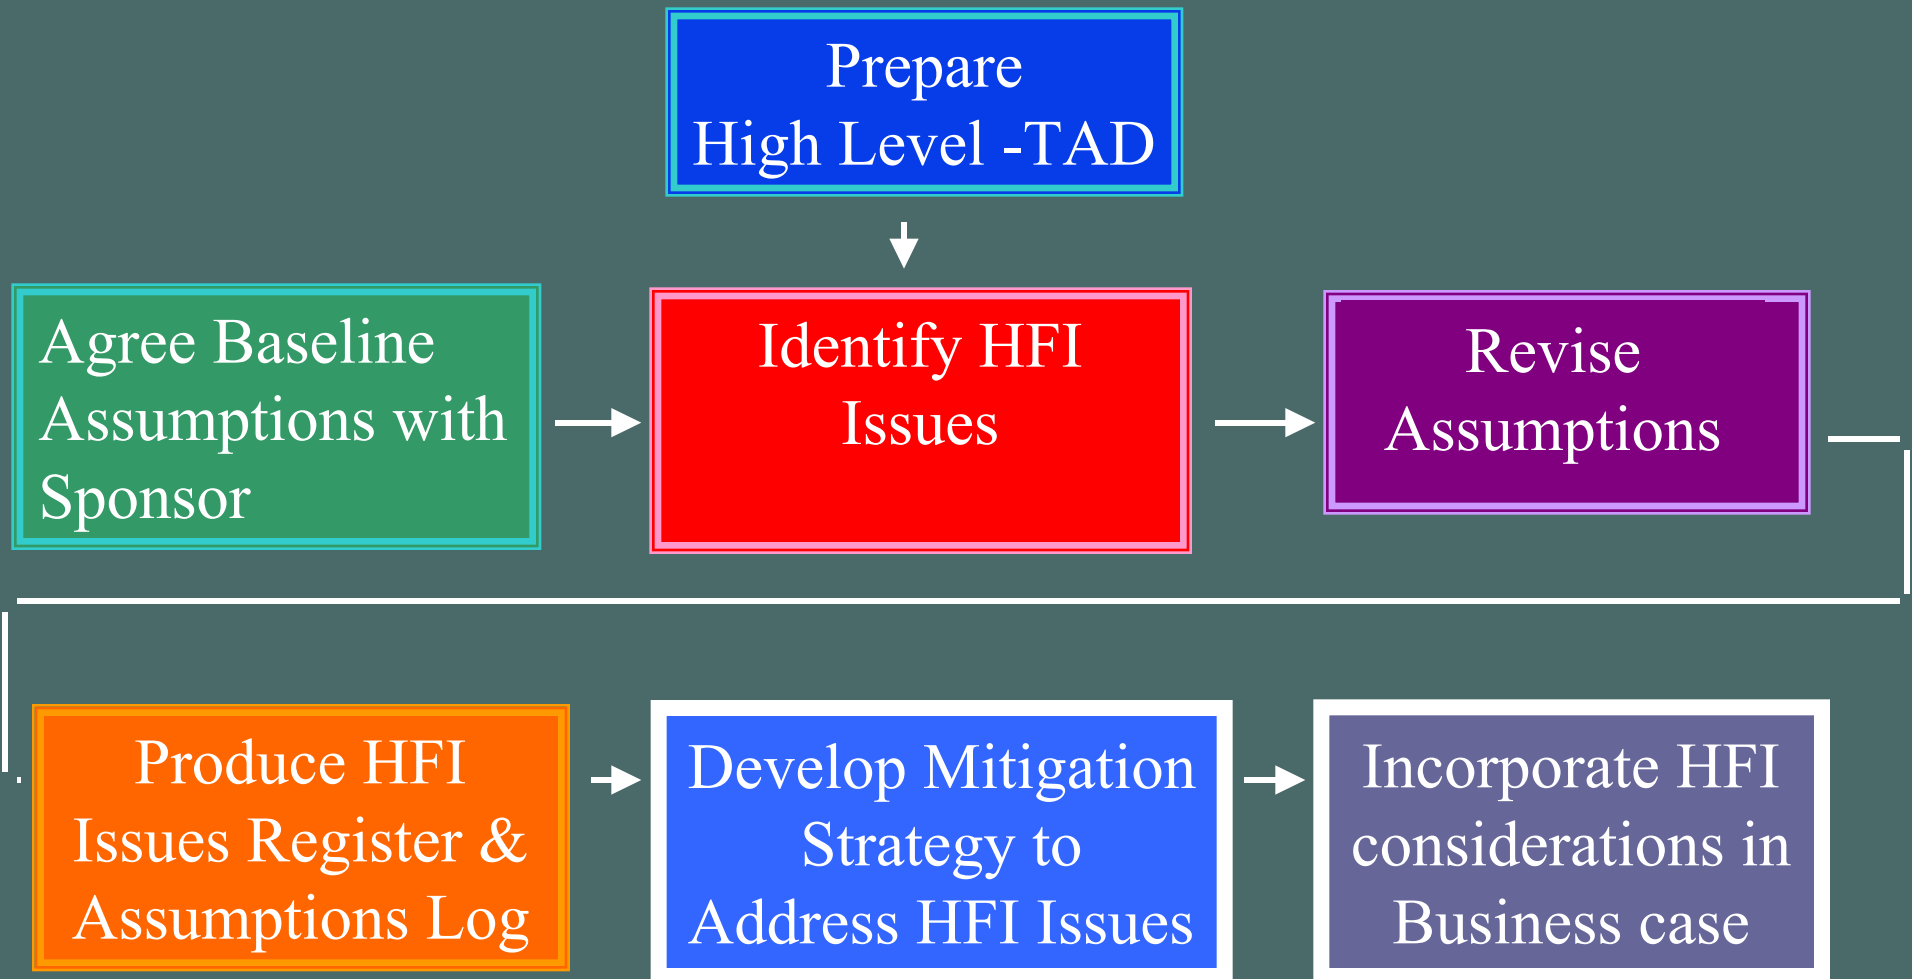 Prepare
High Level -TAD
Agree Baseline
Assumptions with
Sponsor
Identify HFI
Issues
Revise
Assumptions
Produce HFI
Issues Register &
Assumptions Log
Develop Mitigation
Strategy to
Address HFI Issues
Incorporate HFI
considerations in
Business case